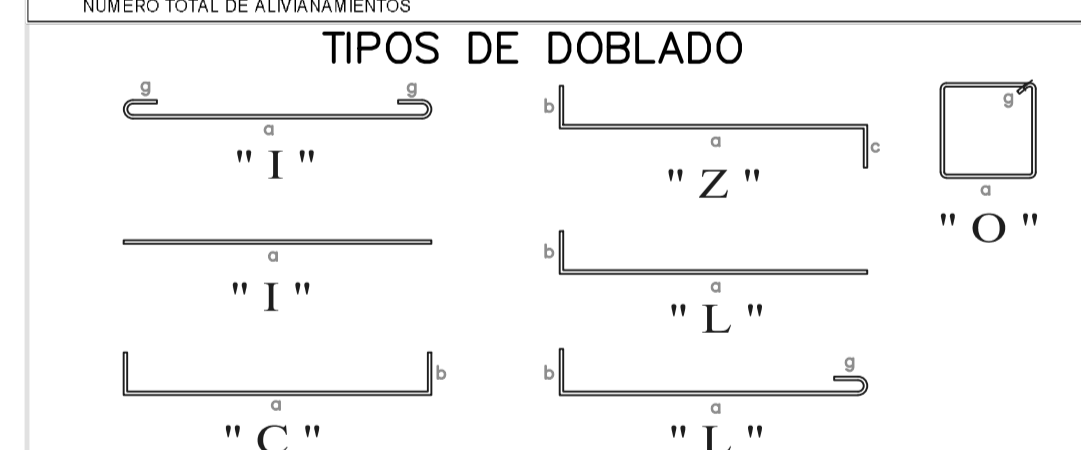 NUMERO TOTAL DE ALIVIANAMIENTOS
TIPOS DE DOBLADO
g g
a
" I "
b
a
c
" Z "
g
a
" O "
a
" I "
b
a
" L "
b
a
" C "
b
g
a
" L "